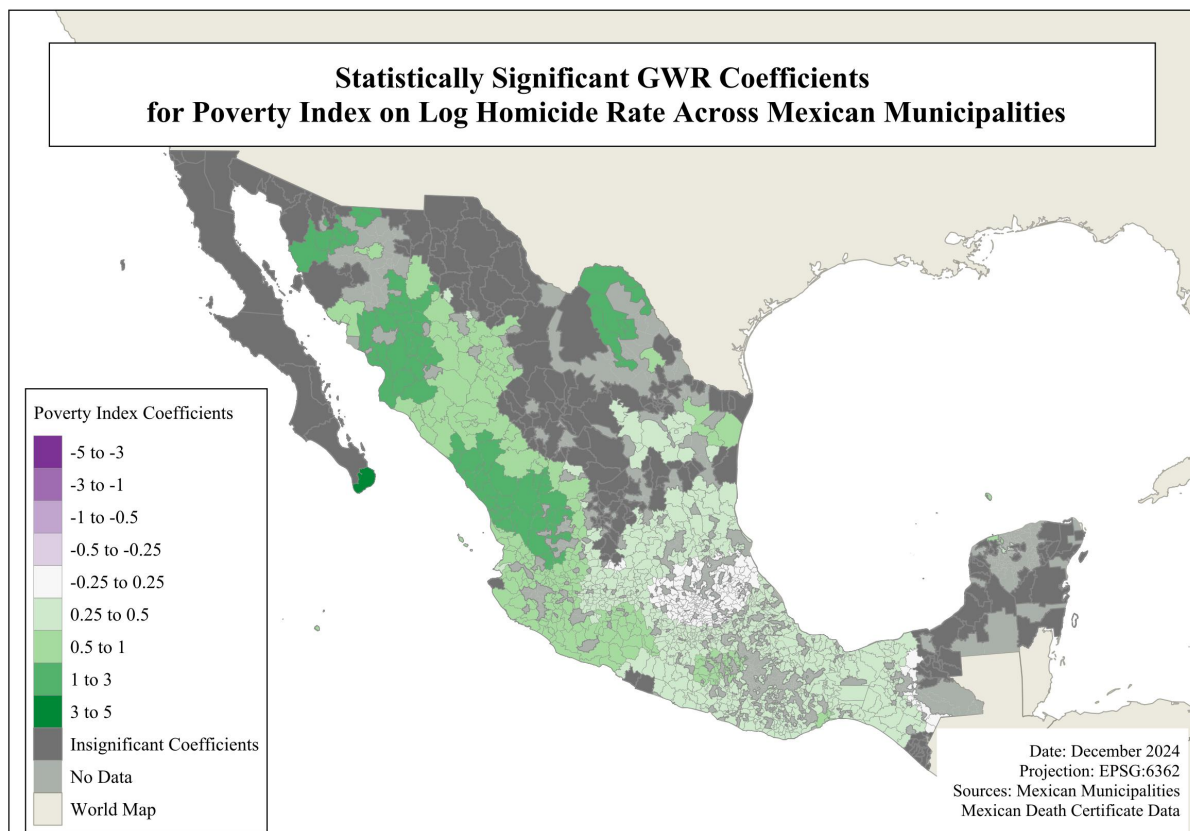 Statistically Significant GWR Coefficients
for Poverty Index on Log Homicide Rate Across Mexican Municipalities
Poverty Index Coefficients
-5 to -3
-3 to -1
-1 to -0.5
-0.5 to -0.25
-0.25 to 0.25
0.25 to 0.5
0.5 to 1
1 to 3
3 to 5
Insignificant Coefficients
No Data
World Map
Date: December 2024
Projection: EPSG:6362
Sources: Mexican Municipalities
Mexican Death Certificate Data